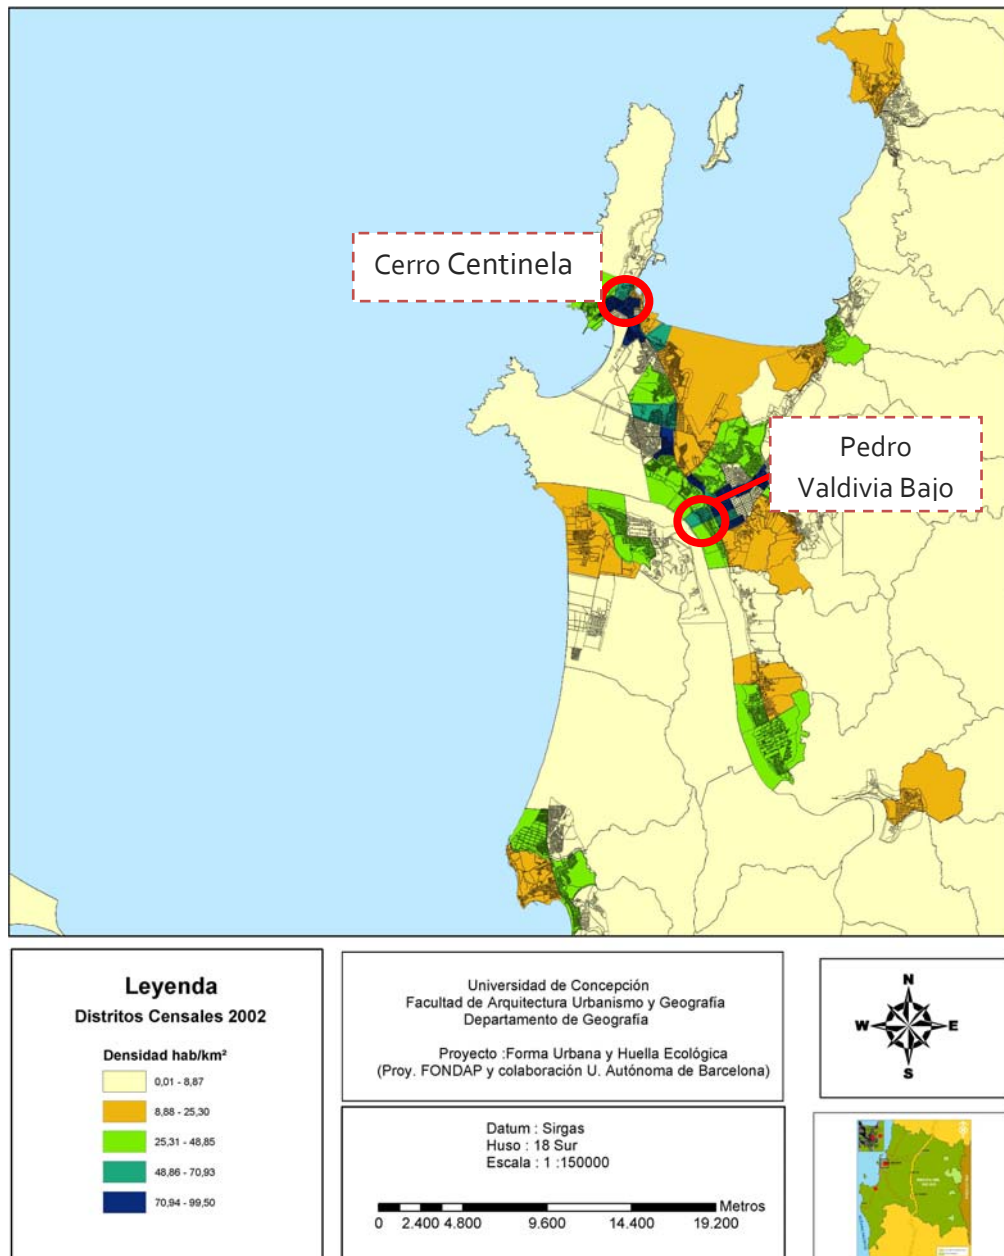 Cerro Centinela
Pedro
Valdivia Bajo
Leyenda
Distritos Censales 2002
Densidad hab/km²
0,01 - 8,87
8,88 - 25,30
25,31 - 48,85
48,86 - 70,93
70,94 - 99,50
Universidad de Concepción
Facultad de Arquitectura Urbanismo y Geografía
Departamento de Geografía
Proyecto :Forma Urbana y Huella Ecológica
(Proy. FONDAP y colaboración U. Autónoma de Barcelona)
Datum : Sirgas
Huso : 18 Sur
Escala : 1 :150000
Metros
0 2.400 4.800 9.600 14.400 19.200
N
W E
S